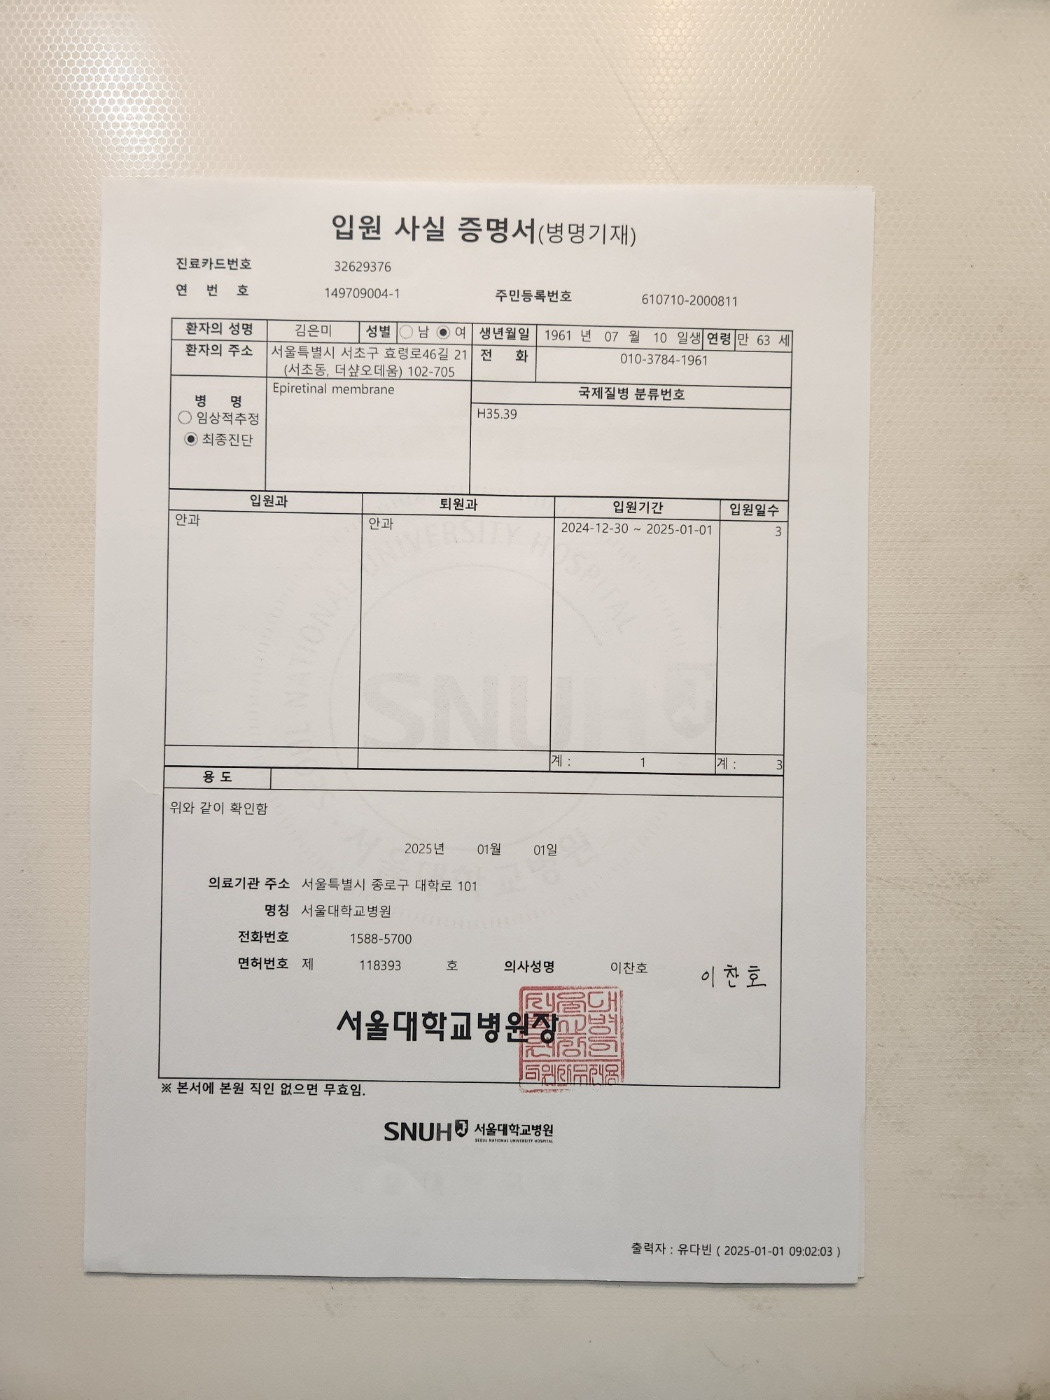 입원 사실 증명서(병명기재)
진료카드번호 32629376
연 번 호 149709004-1 주민등록번호 610710-2000811
환자의 성명 김은미 성별 ○ 남 ◉ 여 생년월일 1961 년 07 월 10 일생 연령 만 63 세
환자의 주소 서울특별시 서초구 효령로46길 21 전 화 010-3784-1961
(서초동, 더샾오데움) 102-705
병 명 Epiretinal membrane 국제질병 분류번호
○ 임상적추정 H35.39
◉ 최종진단
입원과 퇴원과 입원기간 입원일수
안과 안과 2024-12-30 ~ 2025-01-01 3
계 : 1 계 : 3
용 도
위와 같이 확인함
2025년 01월 01일
의료기관 주소 서울특별시 종로구 대학로 101
명칭 서울대학교병원
전화번호 1588-5700
면허번호 제 118393 호 의사성명 이찬호 이찬호
서울대학교병원장
※ 본서에 본원 직인 없으면 무효임.
SNUH 서울대학교병원
SEOUL NATIONAL UNIVERSITY HOSPITAL
출력자 : 유다빈 ( 2025-01-01 09:02:03 )